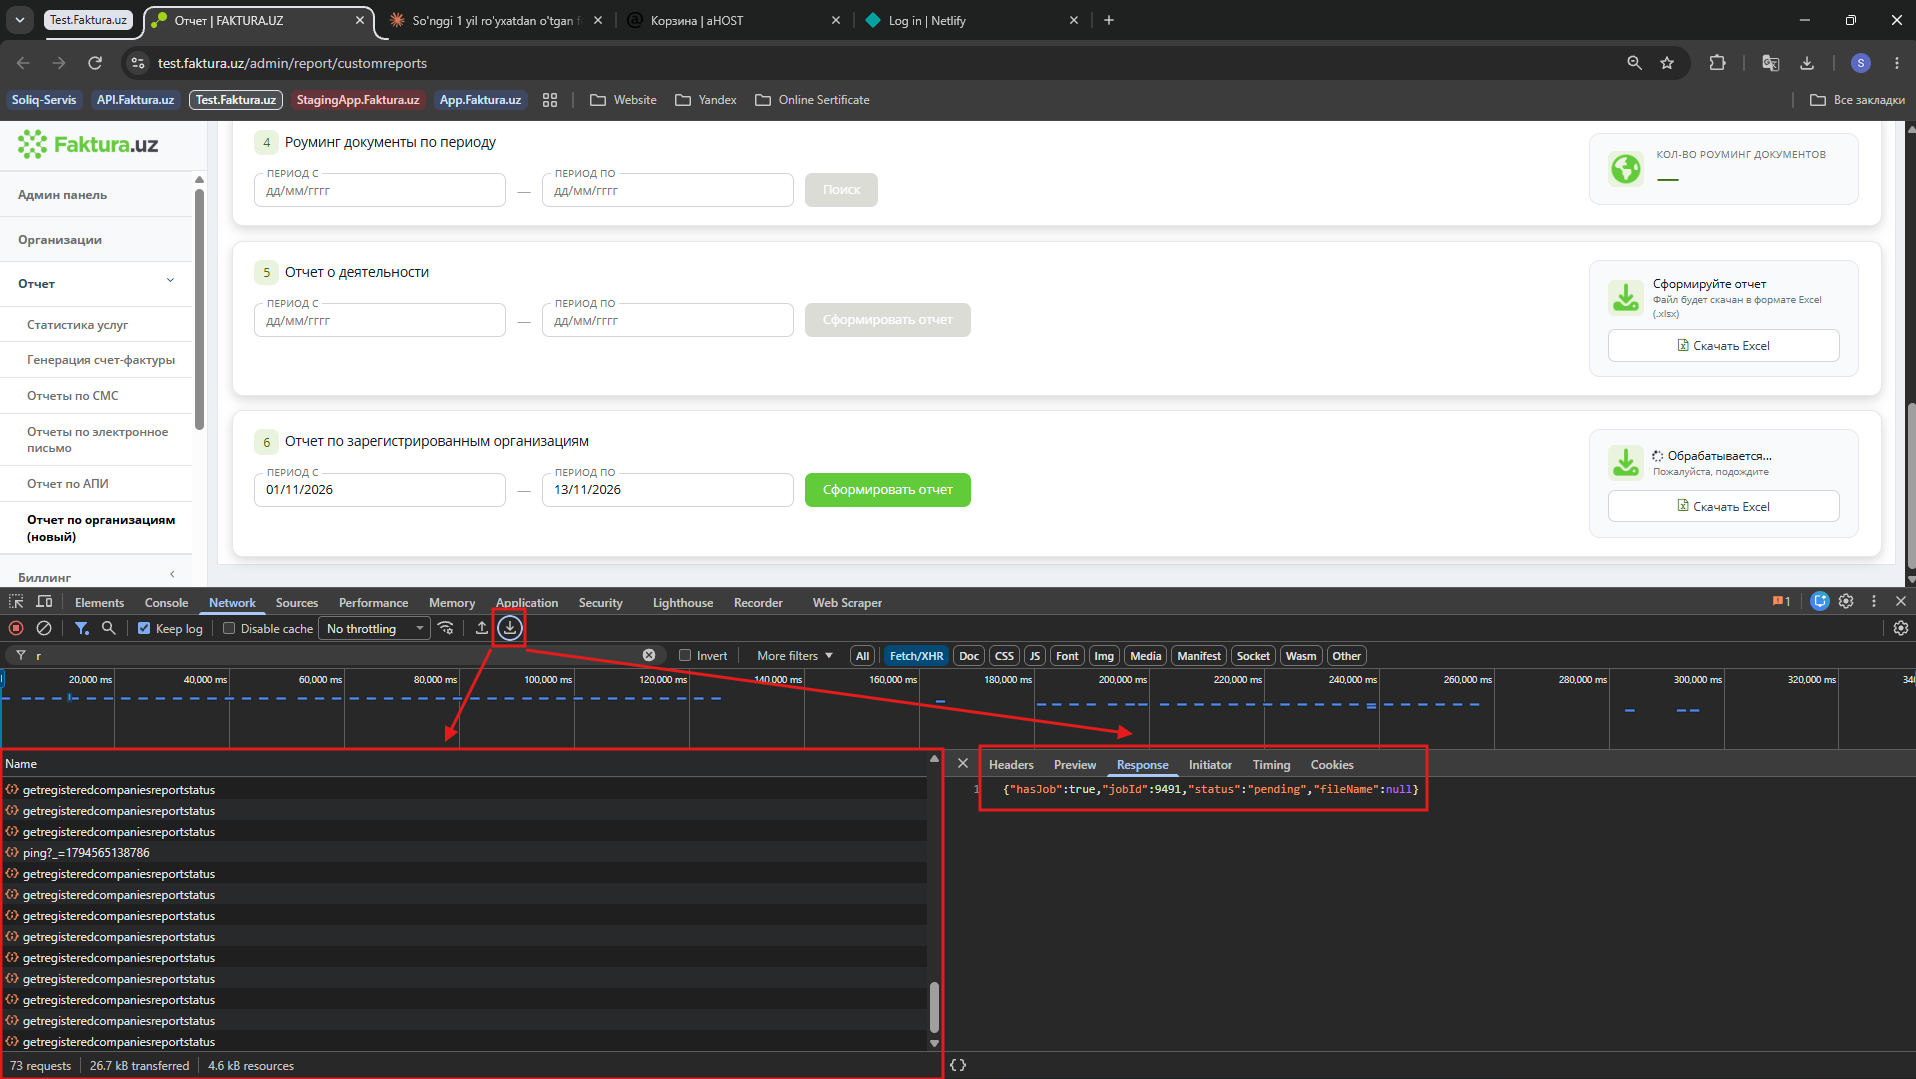 Test.Faktura.uz
Отчет | FAKTURA.UZ
So'nggi 1 yil ro'yxatdan o'tgan f
Корзина | aHOST
Log in | Netlify
test.faktura.uz/admin/report/customreports
S
Soliq-Servis
API.Faktura.uz
Test.Faktura.uz
StagingApp.Faktura.uz
App.Faktura.uz
Website
Yandex
Online Sertificate
Все закладки
Faktura.uz
Админ панель
Организации
Отчет
Статистика услуг
Генерация счет-фактуры
Отчеты по СМС
Отчеты по электронное
письмо
Отчет по АПИ
Отчет по организациям
(новый)
Биллинг
4 Роуминг документы по периоду
ПЕРИОД С
дд/мм/гггг
—
ПЕРИОД ПО
дд/мм/гггг
Поиск
КОЛ-ВО РОУМИНГ ДОКУМЕНТОВ
—
5 Отчет о деятельности
ПЕРИОД С
дд/мм/гггг
—
ПЕРИОД ПО
дд/мм/гггг
Сформировать отчет
Сформируйте отчет
Файл будет скачан в формате Excel
(.xlsx)
Скачать Excel
6 Отчет по зарегистрированным организациям
ПЕРИОД С
01/11/2026
—
ПЕРИОД ПО
13/11/2026
Сформировать отчет
Обрабатывается...
Пожалуйста, подождите
Скачать Excel
Elements Console Network Sources Performance Memory Application Security Lighthouse Recorder Web Scraper
1
Keep log Disable cache No throttling
r
Invert More filters All Fetch/XHR Doc CSS JS Font Img Media Manifest Socket Wasm Other
20,000 ms 40,000 ms 60,000 ms 80,000 ms 100,000 ms 120,000 ms 140,000 ms 160,000 ms 180,000 ms 200,000 ms 220,000 ms 240,000 ms 260,000 ms 280,000 ms 300,000 ms 320,000 ms 340
Name
getregisteredcompaniesreportstatus
getregisteredcompaniesreportstatus
getregisteredcompaniesreportstatus
ping?_=1794565138786
getregisteredcompaniesreportstatus
getregisteredcompaniesreportstatus
getregisteredcompaniesreportstatus
getregisteredcompaniesreportstatus
getregisteredcompaniesreportstatus
getregisteredcompaniesreportstatus
getregisteredcompaniesreportstatus
getregisteredcompaniesreportstatus
getregisteredcompaniesreportstatus
73 requests 26.7 kB transferred 4.6 kB resources
Headers Preview Response Initiator Timing Cookies
1 {"hasJob":true,"jobId":9491,"status":"pending","fileName":null}
{}